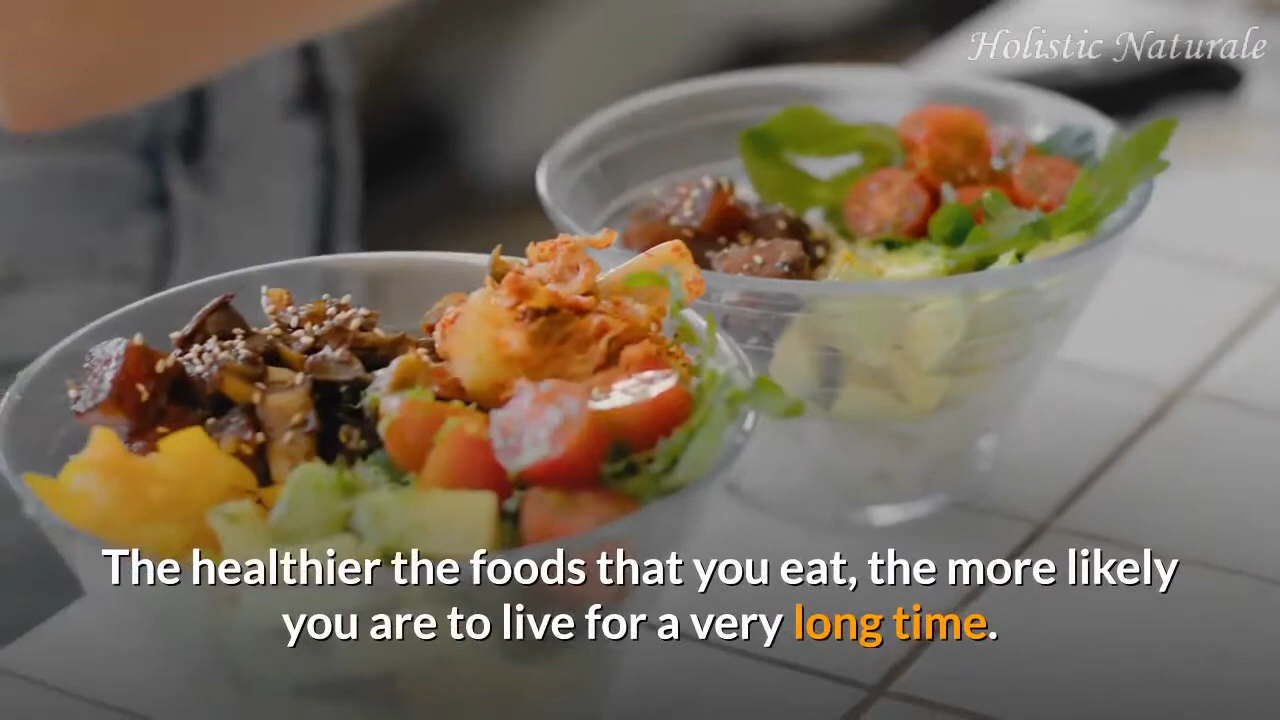 Holistic Naturale
The healthier the foods that you eat, the more likely
you are to live for a very long time.